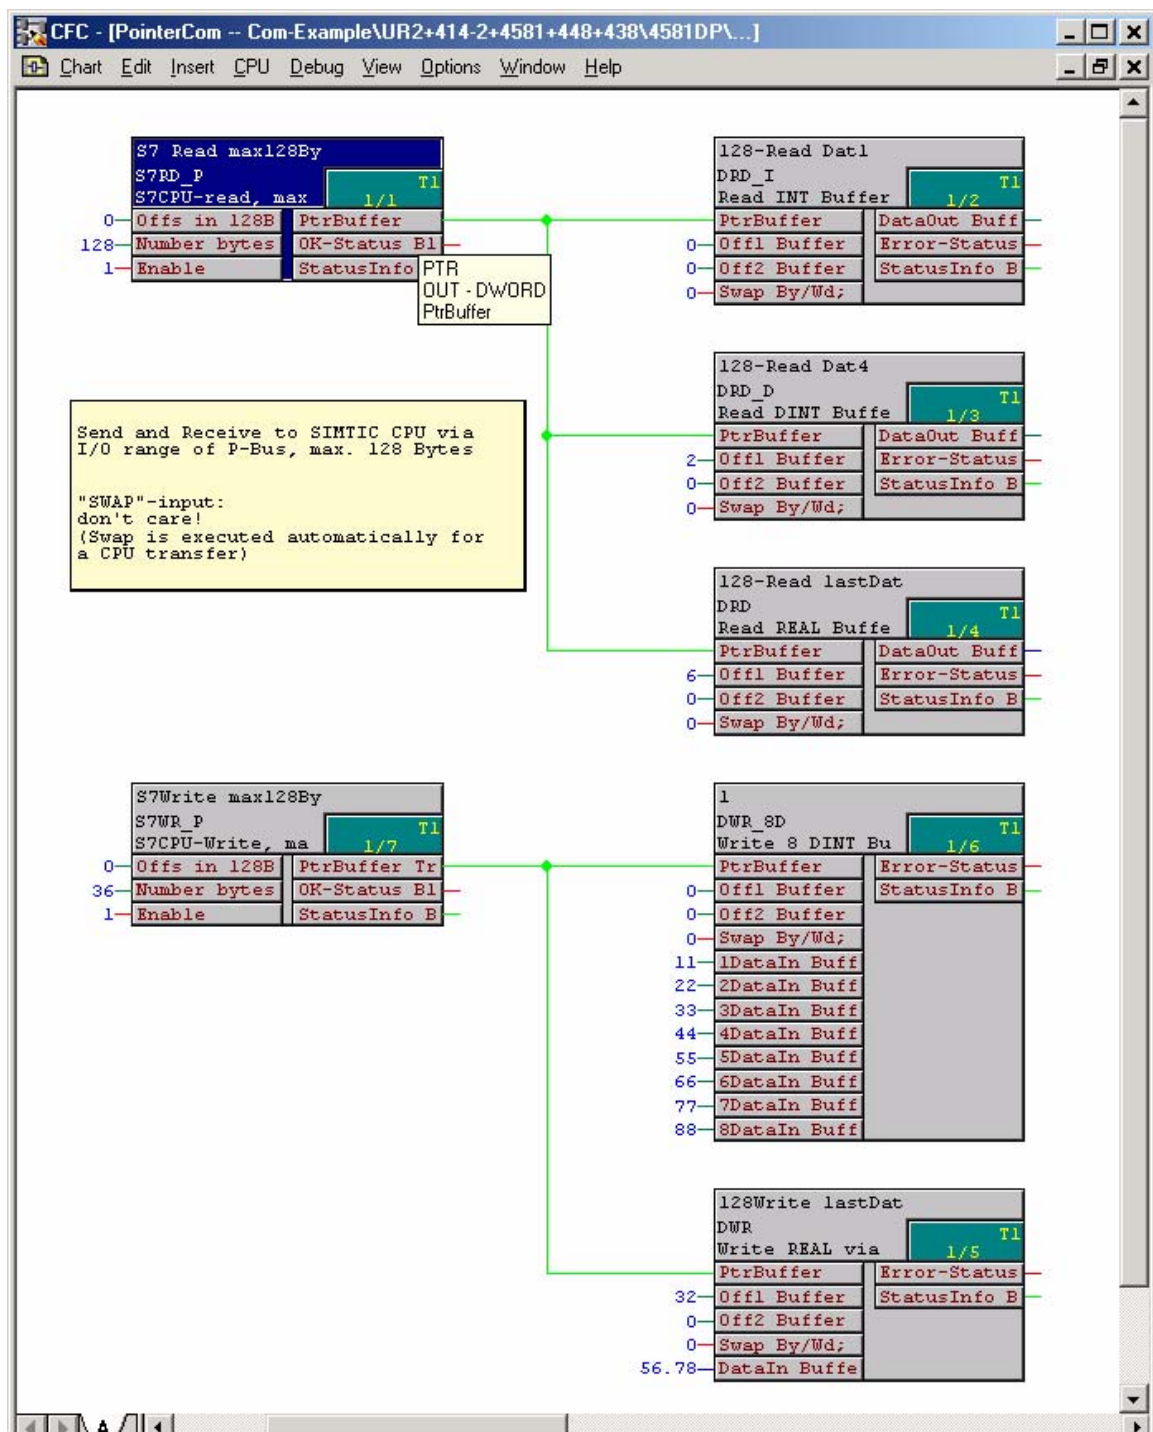 CFC - [PointerCom -- Com-Example\UR2+414-2+4581+448+438\4581DP\...]
Chart Edit Insert CPU Debug View Options Window Help
S7 Read max128By
S7RD_P T1
S7CPU-read, max 1/1
0 Offs in 128B PtrBuffer
128 Number bytes OK-Status Bl
1 Enable StatusInfo
PTR
OUT - DWORD
PtrBuffer
128-Read Dat1
DRD_I T1
Read INT Buffer 1/2
PtrBuffer DataOut Buff
0 Off1 Buffer Error-Status
0 Off2 Buffer StatusInfo B
0 Swap By/Wd;
128-Read Dat4
DRD_D T1
Read DINT Buffe 1/3
PtrBuffer DataOut Buff
2 Off1 Buffer Error-Status
0 Off2 Buffer StatusInfo B
0 Swap By/Wd;
Send and Receive to SIMTIC CPU via
I/O range of P-Bus, max. 128 Bytes
"SWAP"-input:
don't care!
(Swap is executed automatically for
a CPU transfer)
128-Read lastDat
DRD T1
Read REAL Buffe 1/4
PtrBuffer DataOut Buff
6 Off1 Buffer Error-Status
0 Off2 Buffer StatusInfo B
0 Swap By/Wd;
S7Write max128By
S7WR_P T1
S7CPU-Write, ma 1/7
0 Offs in 128B PtrBuffer Tr
36 Number bytes OK-Status Bl
1 Enable StatusInfo B
1
DWR_8D T1
Write 8 DINT Bu 1/6
PtrBuffer Error-Status
0 Off1 Buffer StatusInfo B
0 Off2 Buffer
0 Swap By/Wd;
11 1DataIn Buff
22 2DataIn Buff
33 3DataIn Buff
44 4DataIn Buff
55 5DataIn Buff
66 6DataIn Buff
77 7DataIn Buff
88 8DataIn Buff
128Write lastDat
DWR T1
Write REAL via 1/5
PtrBuffer Error-Status
32 Off1 Buffer StatusInfo B
0 Off2 Buffer
0 Swap By/Wd;
56.78 DataIn Buffe
A